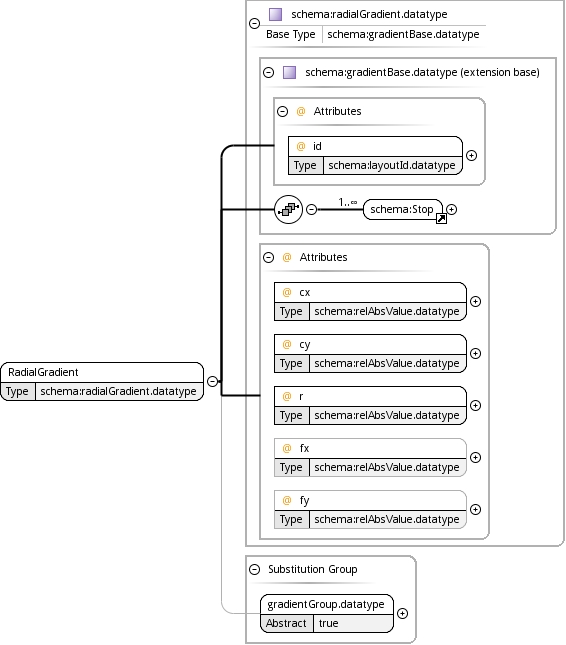 schema:radialGradient.datatype
Base Type schema:gradientBase.datatype
schema:gradientBase.datatype (extension base)
@ Attributes
@ id
Type schema:layoutId.datatype
1..∞
schema:Stop
@ Attributes
@ cx
Type schema:relAbsValue.datatype
@ cy
Type schema:relAbsValue.datatype
RadialGradient
Type schema:radialGradient.datatype
@ r
Type schema:relAbsValue.datatype
@ fx
Type schema:relAbsValue.datatype
@ fy
Type schema:relAbsValue.datatype
Substitution Group
gradientGroup.datatype
Abstract true